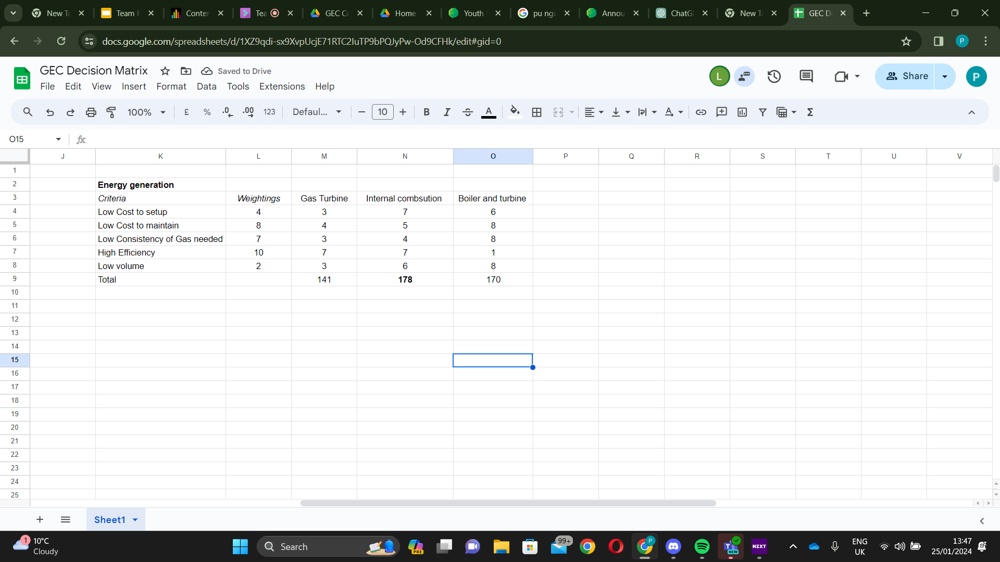 New Ta
Team P
Conter
Tea
GEC Co
Home
Youth
pu nga
Annou
ChatGI
New Ta
GEC D
docs.google.com/spreadsheets/d/1XZ9qdi-sx9XvpUcjE71RTC2IuTP9bPQJyPw-Od9CFHk/edit#gid=0
P
GEC Decision Matrix
Saved to Drive
File Edit View Insert Format Data Tools Extensions Help
L
Share
P
100% £ % .0 .00 123 Defaul... 10 B I A A Σ
O15
fx
J K L M N O P Q R S T U V
1
2 Energy generation
3 Criteria Weightings Gas Turbine Internal combsution Boiler and turbine
4 Low Cost to setup 4 3 7 6
5 Low Cost to maintain 8 4 5 8
6 Low Consistency of Gas needed 7 3 4 8
7 High Efficiency 10 7 7 1
8 Low volume 2 3 6 8
9 Total 141 178 170
10
11
12
13
14
15
16
17
18
19
20
21
22
23
24
25
Sheet1
1
10°C
Cloudy
Search
PRE
99+
P
NEW
NZXT
ENG
UK
13:47
25/01/2024